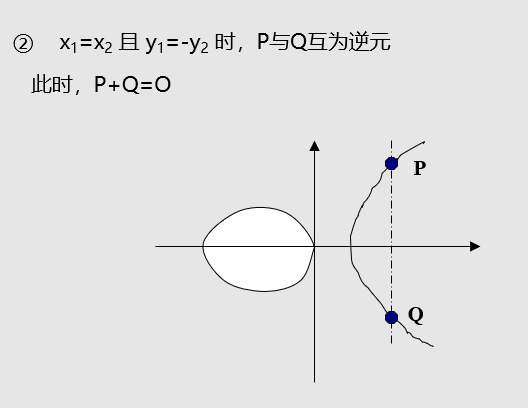 ② x₁=x₂ 且 y₁=-y₂ 时，P与Q互为逆元
此时，P+Q=O
P
Q